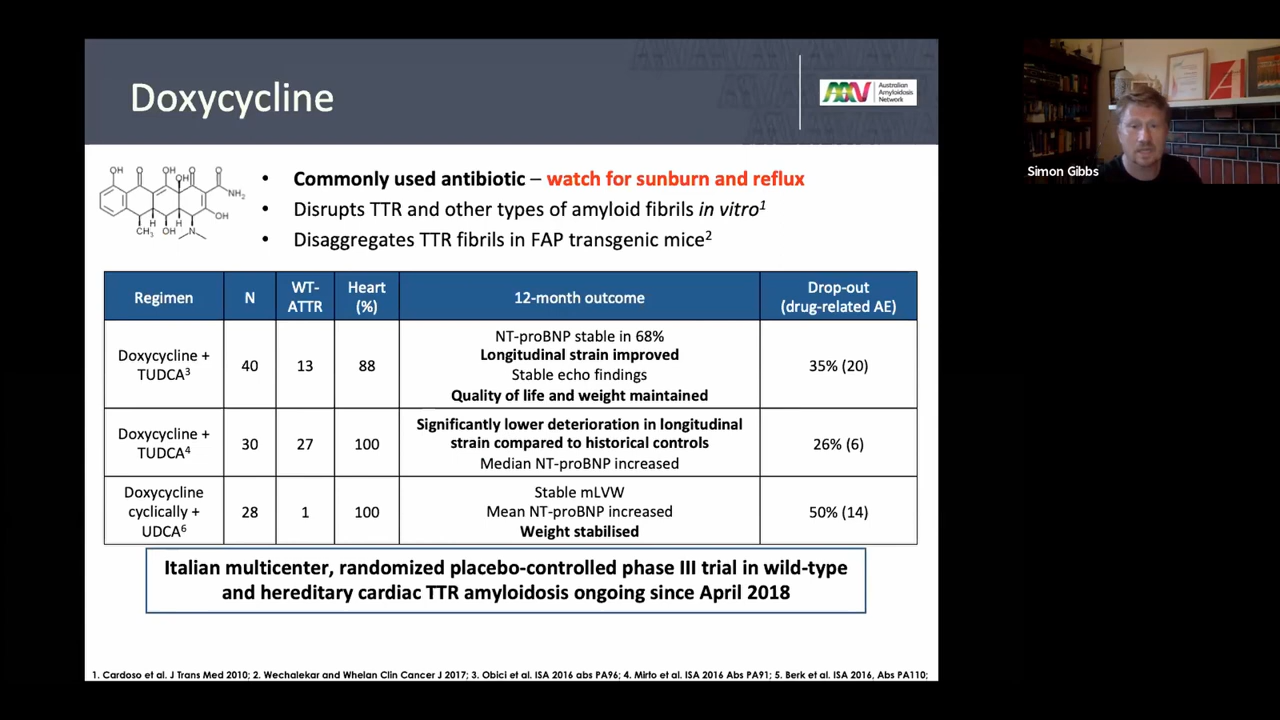 Doxycycline
AAN
Australian
Amyloidosis
Network
Simon Gibbs
OH
O
OH
OH
O
O
NH₂
OH
H
H
CH₃
OH
N
• Commonly used antibiotic – watch for sunburn and reflux
• Disrupts TTR and other types of amyloid fibrils in vitro¹
• Disaggregates TTR fibrils in FAP transgenic mice²
Regimen
N
WT-
ATTR
Heart
(%)
12-month outcome
Drop-out
(drug-related AE)
Doxycycline +
TUDCA³
40
13
88
NT-proBNP stable in 68%
Longitudinal strain improved
Stable echo findings
Quality of life and weight maintained
35% (20)
Doxycycline +
TUDCA⁴
30
27
100
Significantly lower deterioration in longitudinal
strain compared to historical controls
Median NT-proBNP increased
26% (6)
Doxycycline
cyclically +
UDCA⁶
28
1
100
Stable mLVW
Mean NT-proBNP increased
Weight stabilised
50% (14)
Italian multicenter, randomized placebo-controlled phase III trial in wild-type
and hereditary cardiac TTR amyloidosis ongoing since April 2018
1. Cardoso et al. J Trans Med 2010; 2. Wechalekar and Whelan Clin Cancer J 2017; 3. Obici et al. ISA 2016 abs PA96; 4. Mirto et al. ISA 2016 Abs PA91; 5. Berk et al. ISA 2016, Abs PA110;